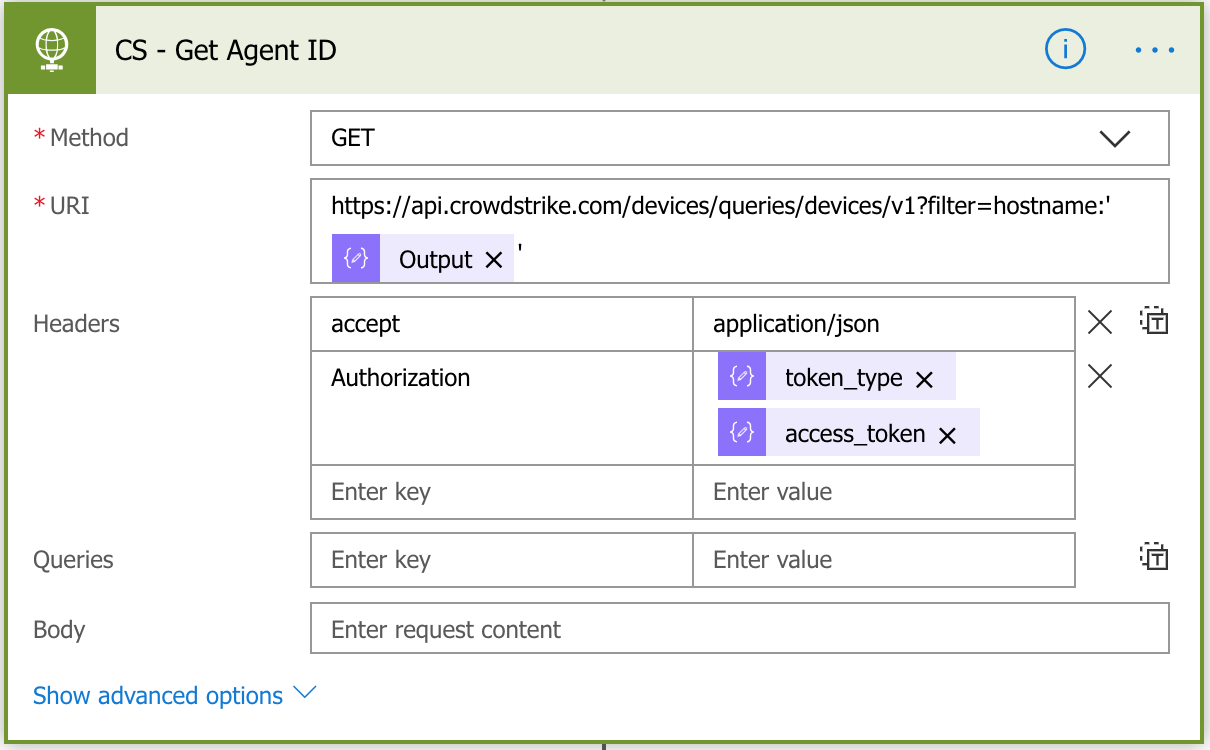 CS - Get Agent ID
* Method
GET
* URI
https://api.crowdstrike.com/devices/queries/devices/v1?filter=hostname:'
Output '
Headers
accept
application/json
Authorization
token_type
access_token
Enter key
Enter value
Queries
Enter key
Enter value
Body
Enter request content
Show advanced options